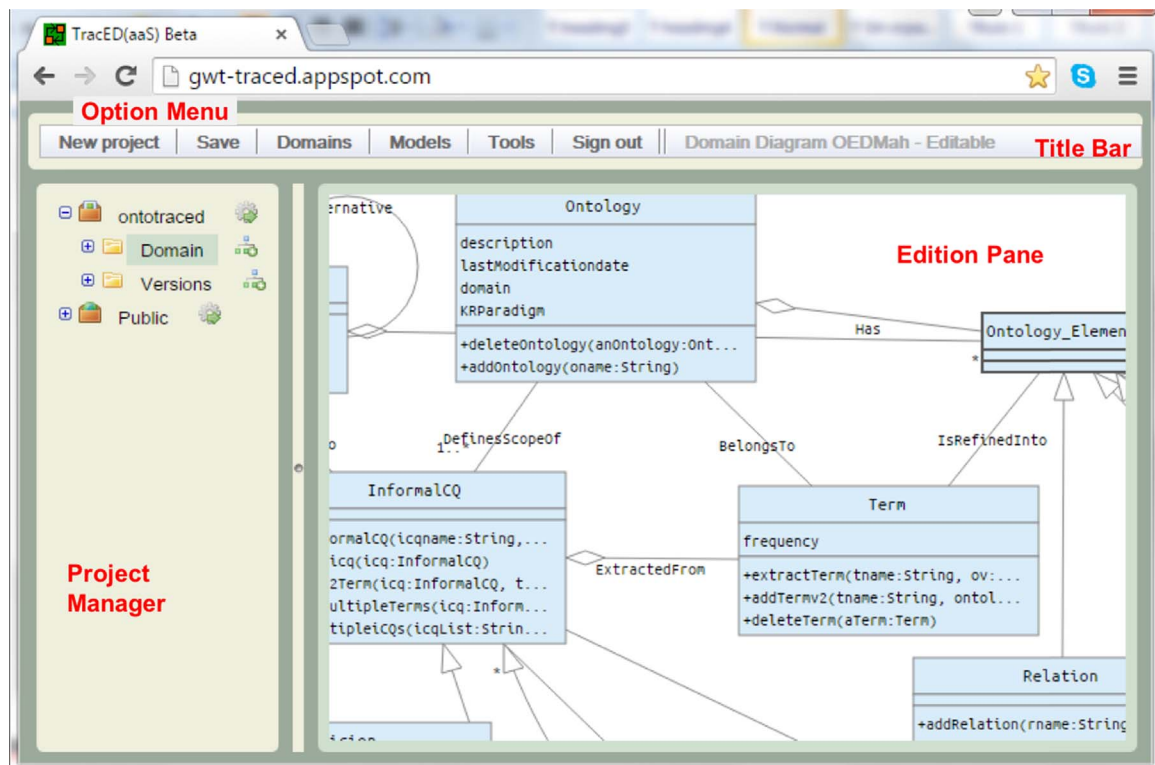 TracED(aaS) Beta
gwt-traced.appspot.com
Option Menu
New project Save Domains Models Tools Sign out Domain Diagram OEDMah - Editable
Title Bar
ontotraced
Domain
Versions
Public
Project
Manager
Edition Pane
ernative
Ontology
description
lastModificationdate
domain
KRParadigm
+deleteOntology(anOntology:Ont...
+addOntology(oname:String)
Has
*
Ontology_Elemen
DefinesScopeOf
1..*
BelongsTo
IsRefinedInto
InformalCQ
ormalCQ(icqname:String,...
icq(icq:InformalCQ)
2Term(icq:InformalCQ, t...
ultipleTerms(icq:Inform...
tipleiCQs(icqList:Strin...
*
ExtractedFrom
Term
frequency
+extractTerm(tname:String, ov:...
+addTermv2(tname:String, ontol...
+deleteTerm(aTerm:Term)
Relation
+addRelation(rname:String